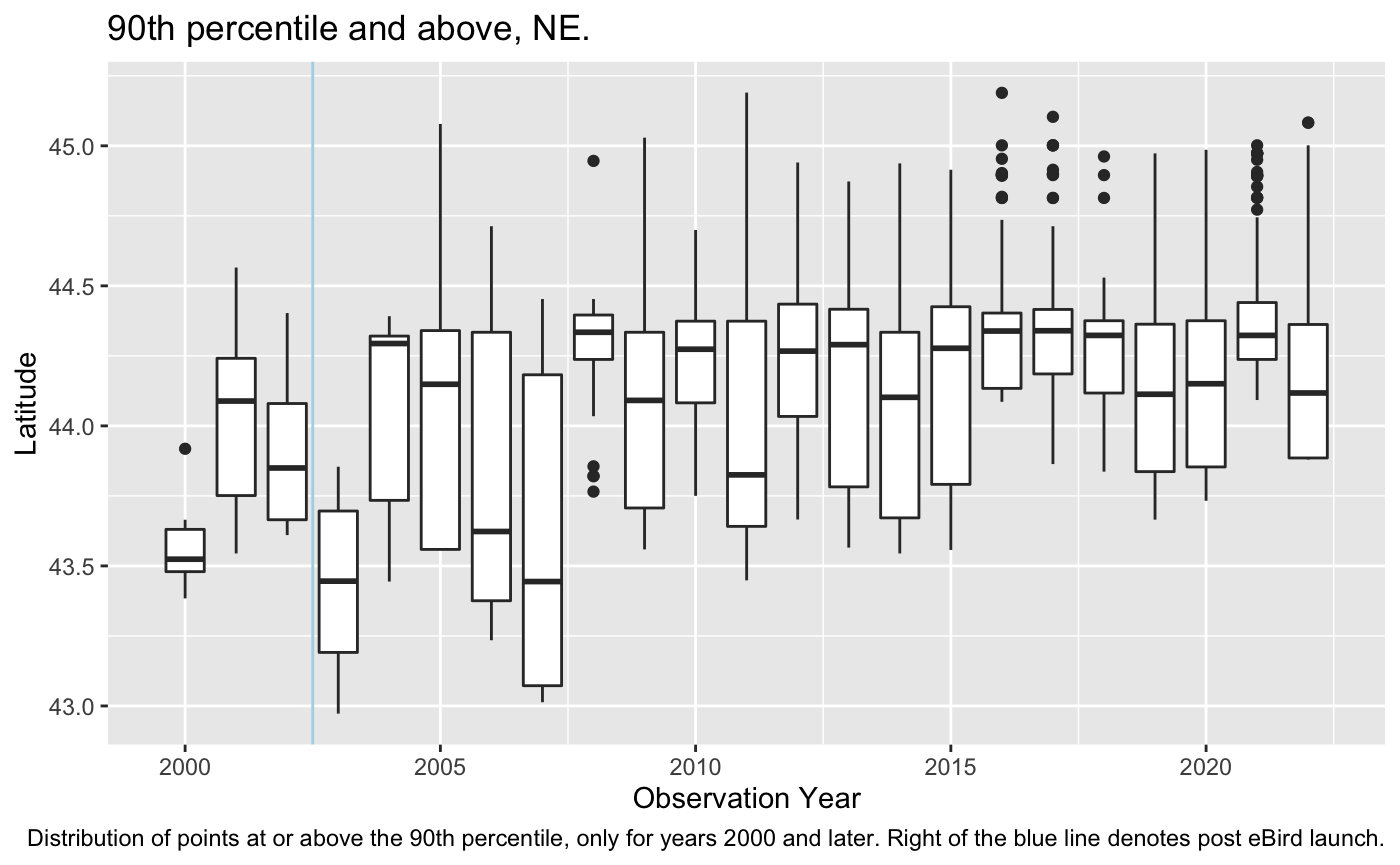 90th percentile and above, NE.
45.0
44.5
44.0
43.5
43.0
Latitude
2000 2005 2010 2015 2020
Observation Year
Distribution of points at or above the 90th percentile, only for years 2000 and later. Right of the blue line denotes post eBird launch.